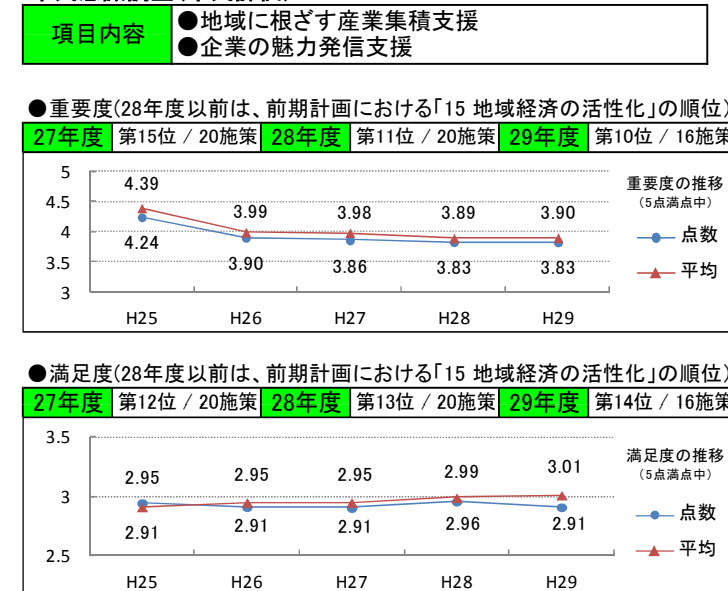 項目内容
●地域に根ざす産業集積支援
●企業の魅力発信支援
●重要度(28年度以前は、前期計画における「15 地域経済の活性化」の順位)
27年度 第15位 / 20施策 28年度 第11位 / 20施策 29年度 第10位 / 16施策
重要度の推移
(5点満点中)
5
4.5
4
3.5
3
4.39 3.99 3.98 3.89 3.90
4.24 3.90 3.86 3.83 3.83
点数
平均
H25 H26 H27 H28 H29
●満足度(28年度以前は、前期計画における「15 地域経済の活性化」の順位)
27年度 第12位 / 20施策 28年度 第13位 / 20施策 29年度 第14位 / 16施策
満足度の推移
(5点満点中)
3.5
3
2.5
2.95 2.95 2.95 2.99 3.01
2.91 2.91 2.91 2.96 2.91
点数
平均
H25 H26 H27 H28 H29